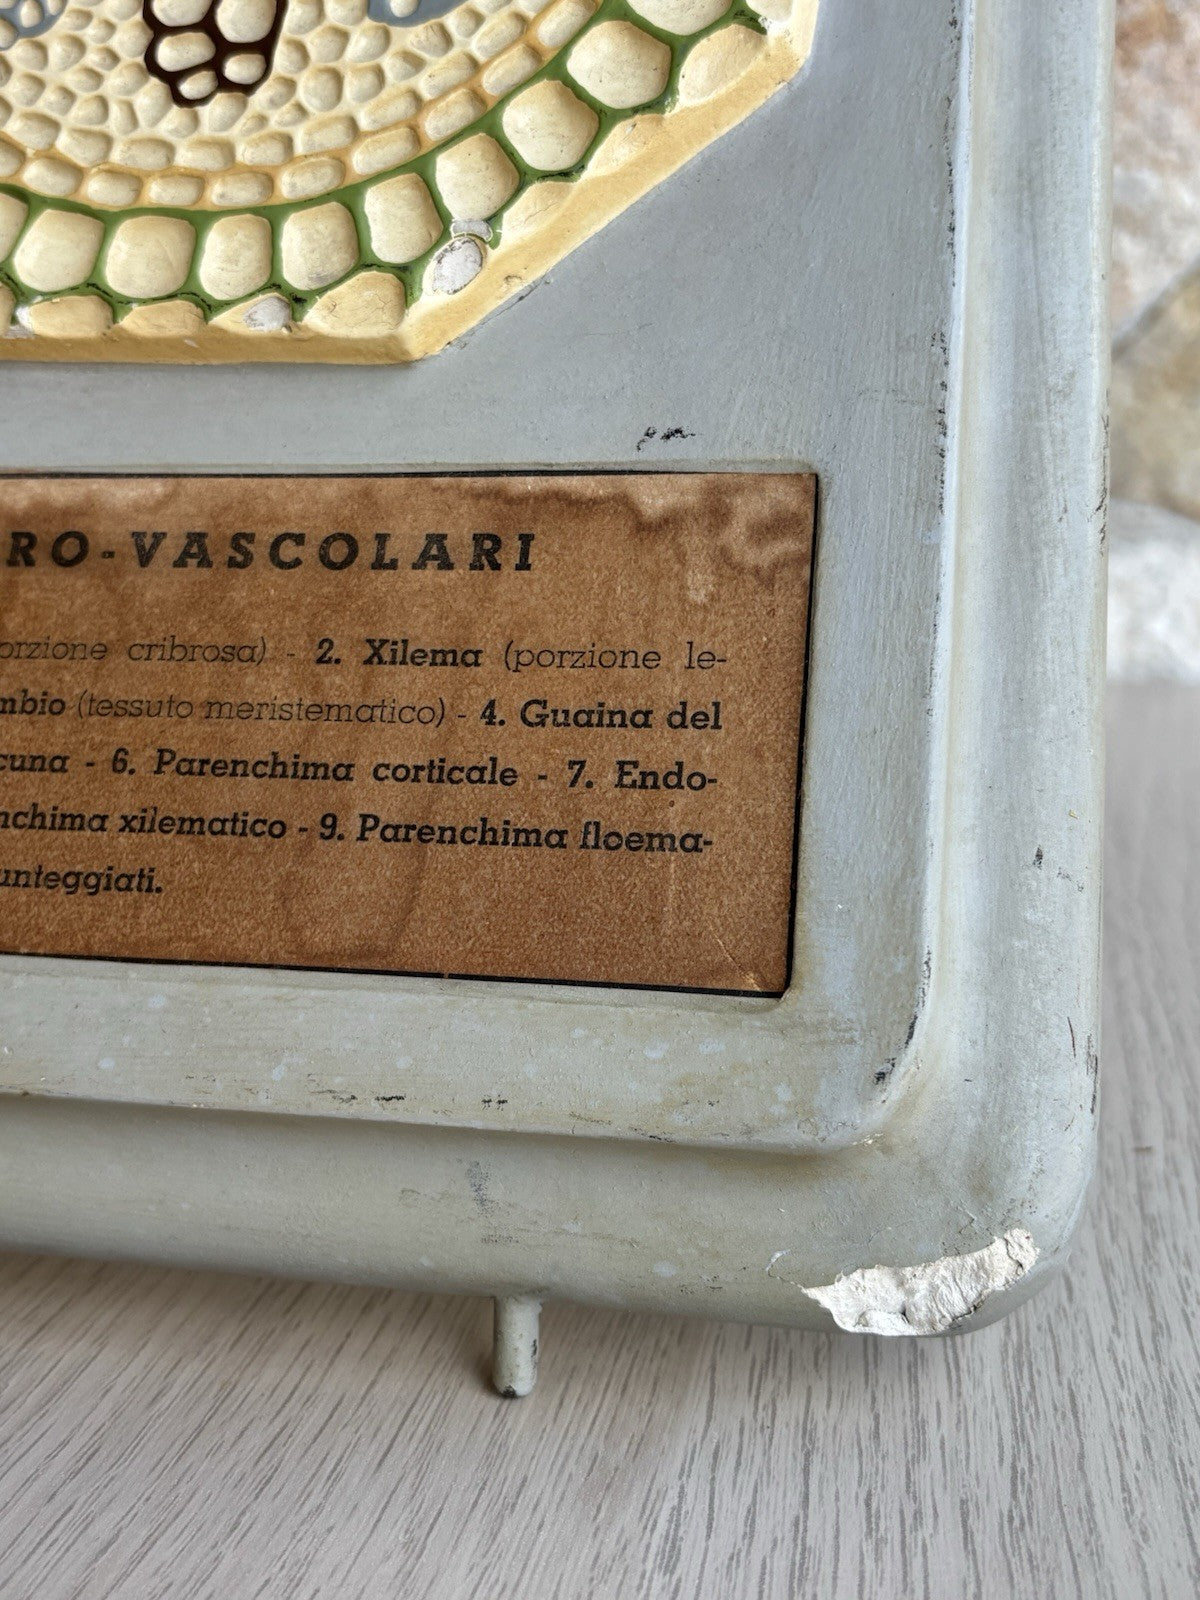 RO-VASCOLARI
orzione cribrosa) - 2. Xilema (porzione le-
mbio (tessuto meristematico) - 4. Guaina del
cuna - 6. Parenchima corticale - 7. Endo-
nchima xilematico - 9. Parenchima floema-
unteggiati.